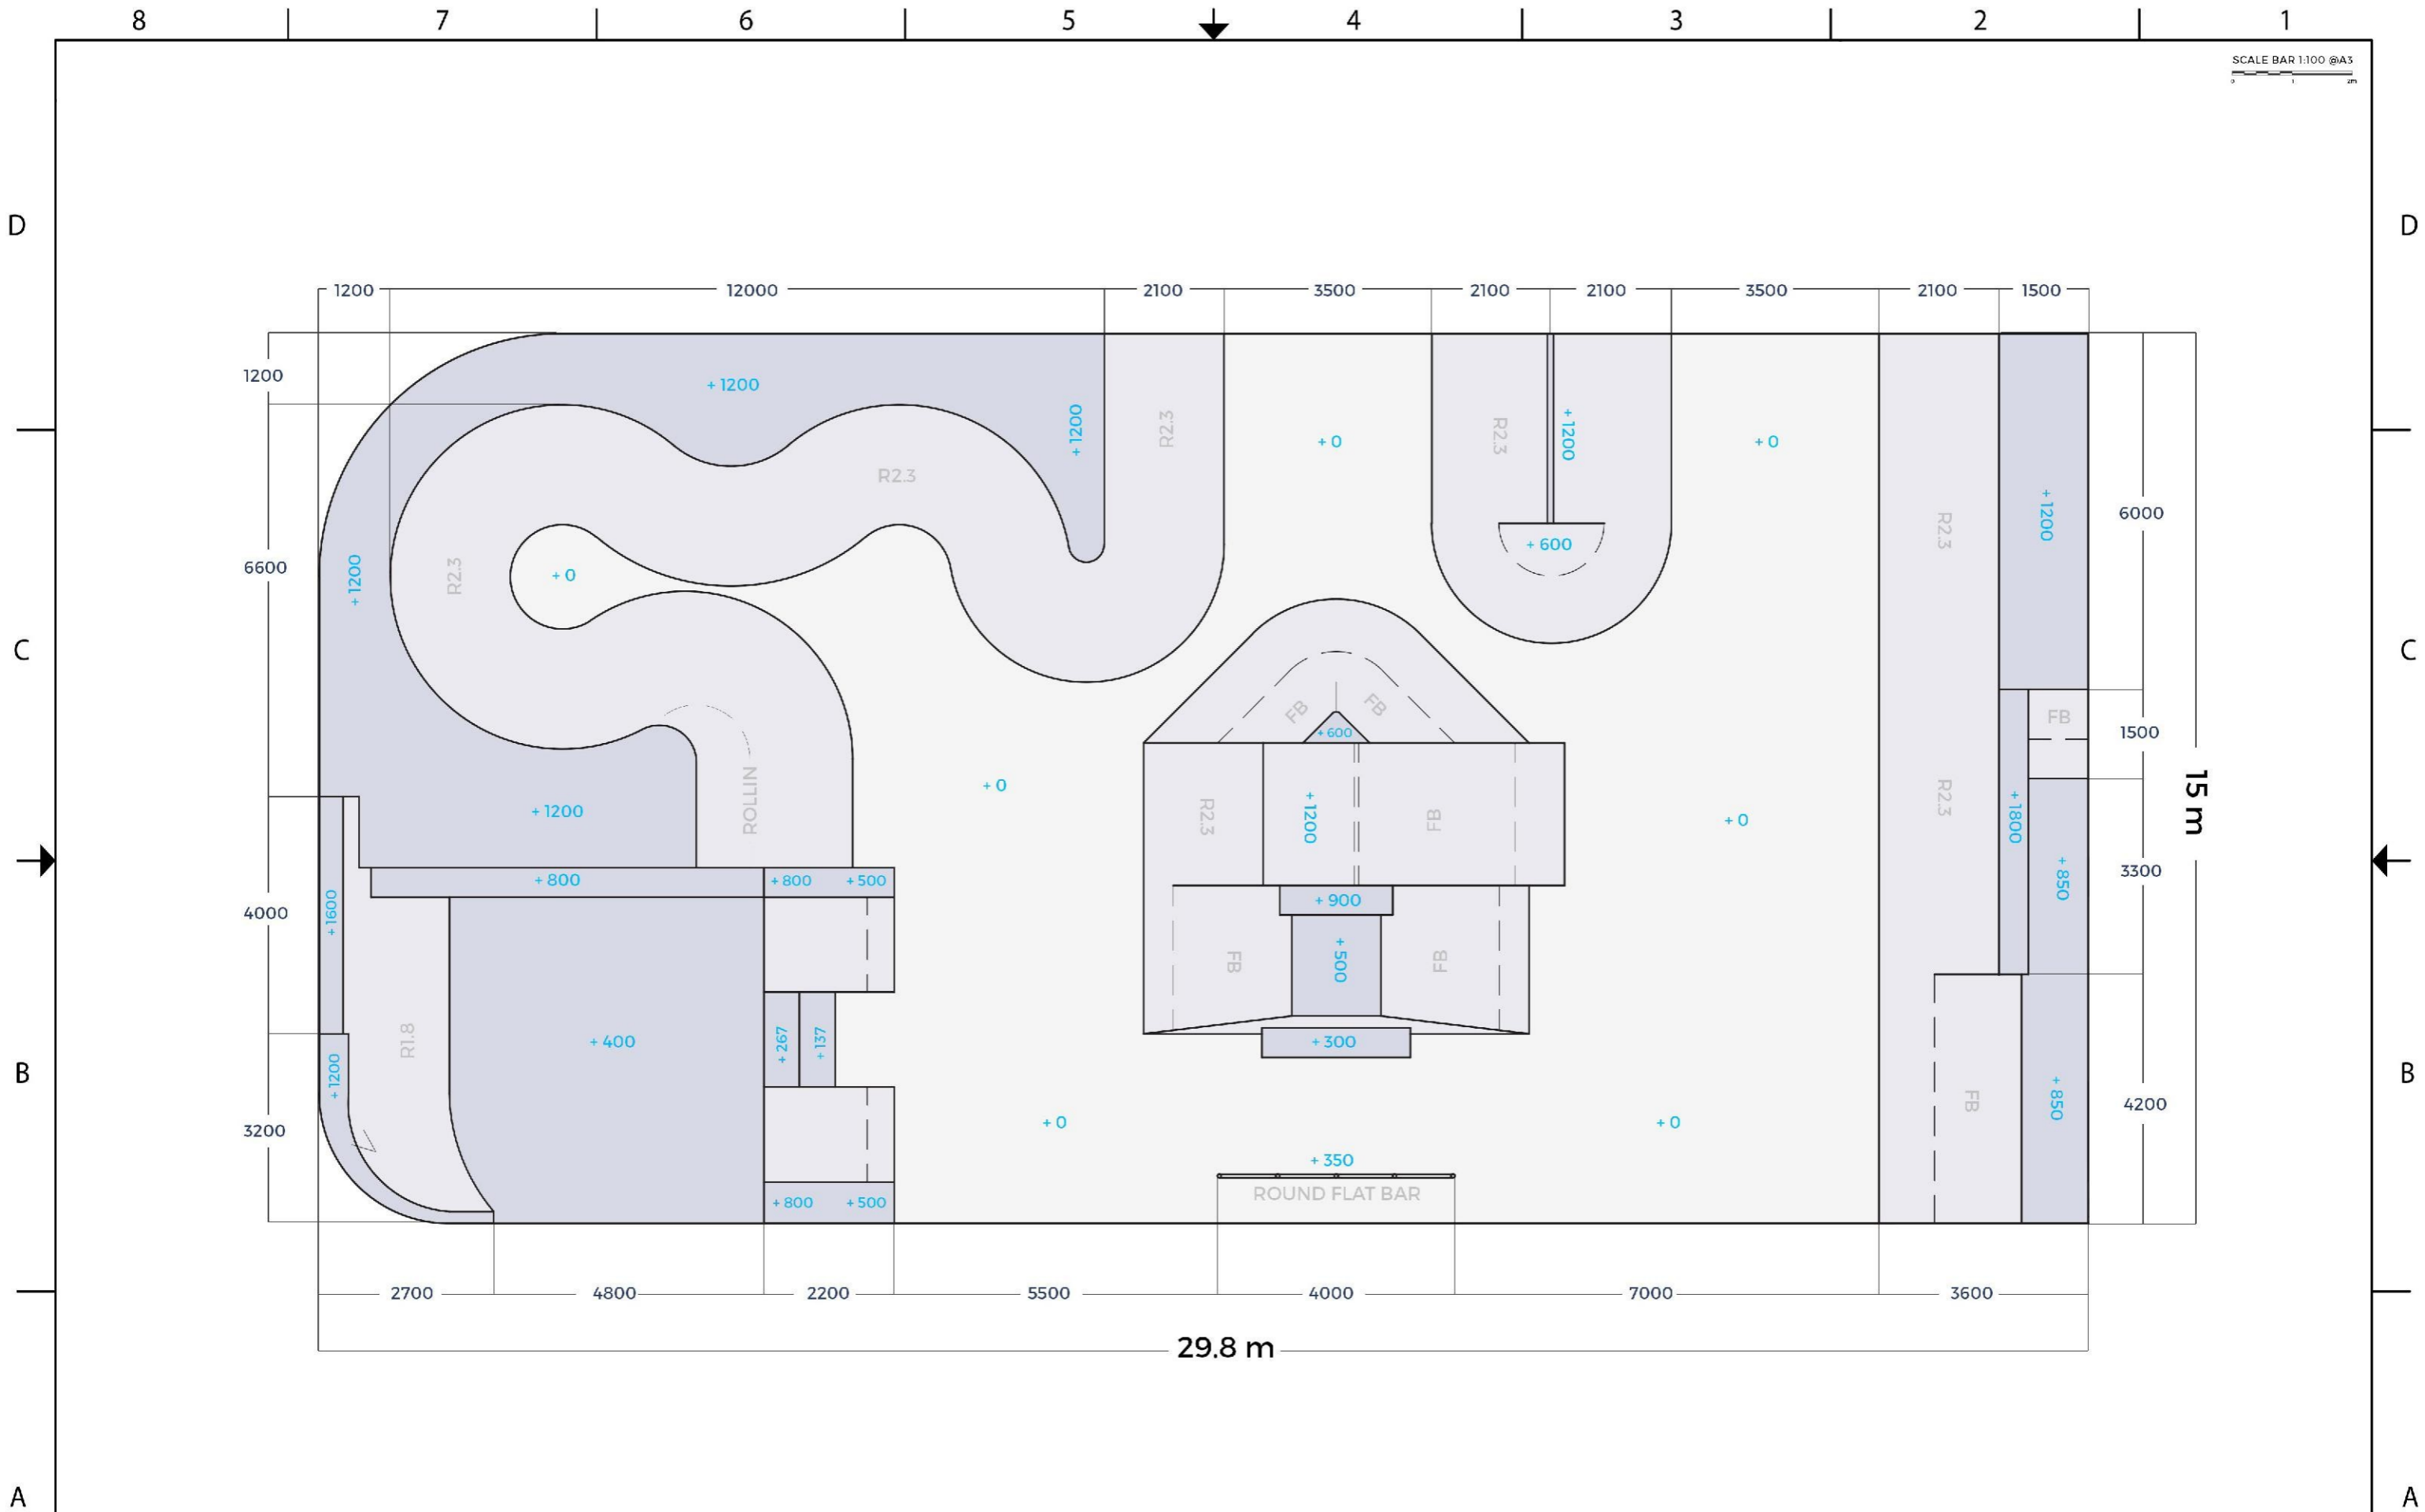 8 7 6 5 4 3 2 1
SCALE BAR 1:100 @A3
0 1 2m
D D
1200 12000 2100 3500 2100 2100 3500 2100 1500
1200
+ 1200
+ 1200
R2.3
R2.3
+ 1200
+ 0
+ 0
R2.3
+ 1200
6000
R2.3
R2.3
+ 600
6600
+ 1200
R2.3
+ 0
C C
FB
FB
+ 600
FB
1500
ROLLIN
+ 0
15 m
+ 1200
R2.3
+ 1200
FB
+ 0
R2.3
+ 1800
+ 850
3300
+ 800
+ 800
+ 500
+ 900
4000
+ 1600
FB
+ 500
FB
R1.8
+ 400
+ 267
+ 137
+ 300
B B
+ 1200
3200
+ 0
+ 0
FB
+ 850
4200
+ 350
ROUND FLAT BAR
+ 800
+ 500
2700 4800 2200 5500 4000 7000 3600
29.8 m
A A